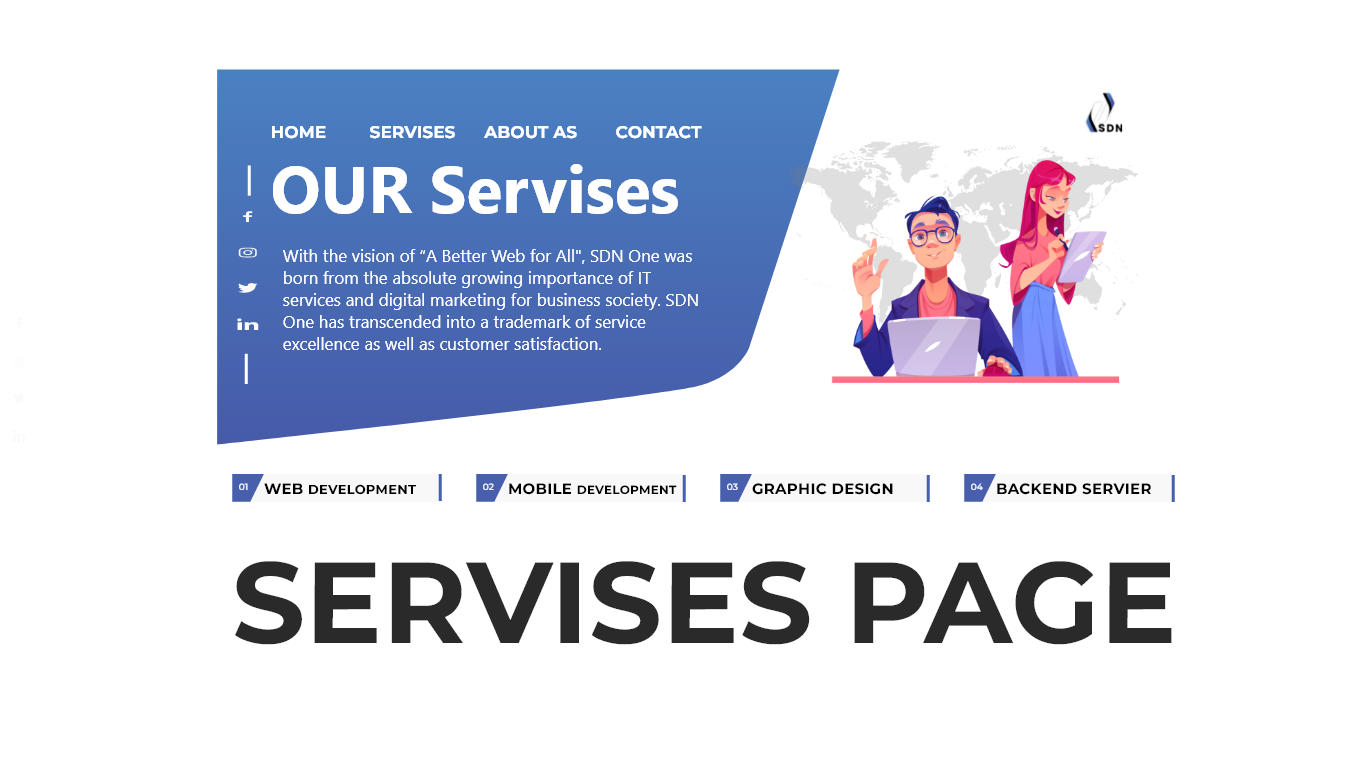 HOME SERVISES ABOUT AS CONTACT
SDN
OUR Servises
With the vision of “A Better Web for All", SDN One was
born from the absolute growing importance of IT
services and digital marketing for business society. SDN
One has transcended into a trademark of service
excellence as well as customer satisfaction.
01 WEB DEVELOPMENT
02 MOBILE DEVELOPMENT
03 GRAPHIC DESIGN
04 BACKEND SERVIER
SERVISES PAGE